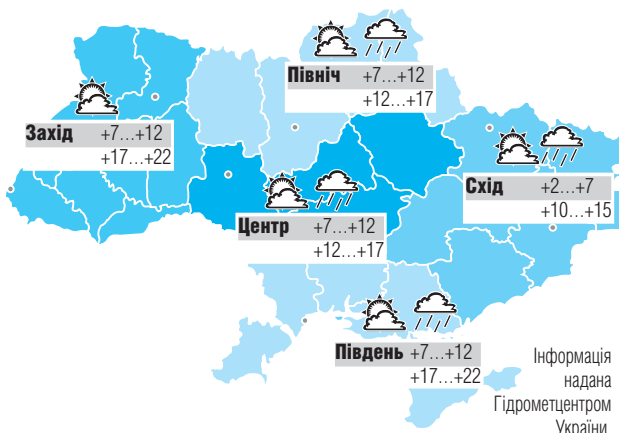 Північ +7...+12
+12...+17
Захід +7...+12
+17...+22
Схід +2...+7
+10...+15
Центр +7...+12
+12...+17
Південь +7...+12
+17...+22
Інформація
надана
Гідрометцентром
України